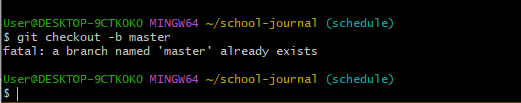 User@DESKTOP-9CTKOKO MINGW64 ~/school-journal (schedule)
$ git checkout -b master
fatal: a branch named 'master' already exists
User@DESKTOP-9CTKOKO MINGW64 ~/school-journal (schedule)
$